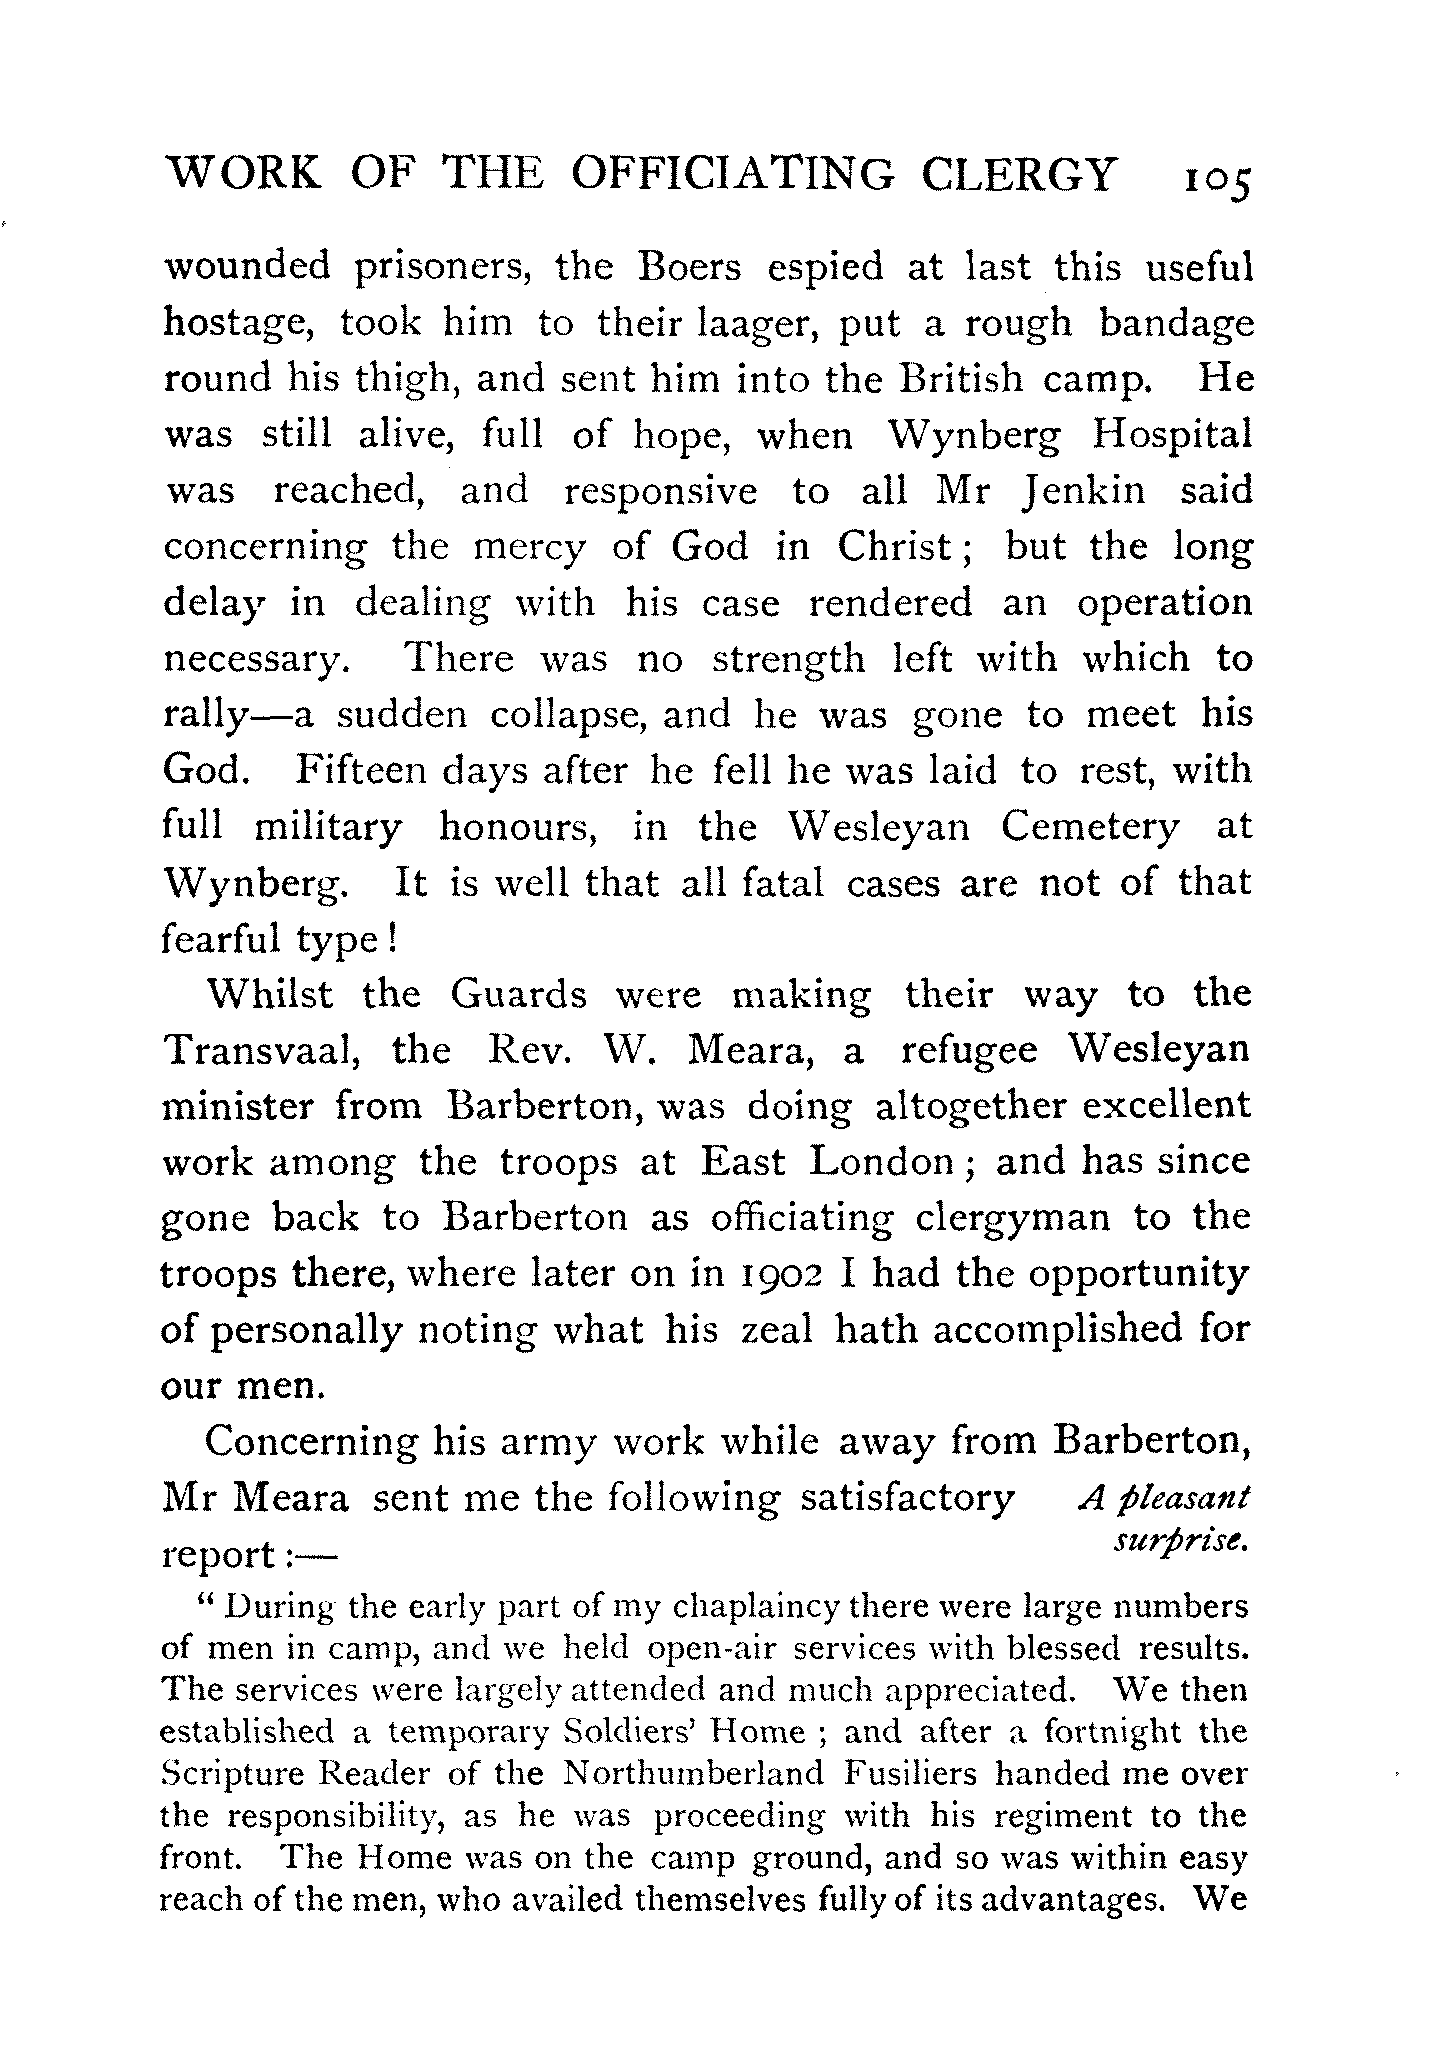 WORK OF THE OFFICIATING CLERGY 105
wounded prisoners, the Boers espied at last this useful
hostage, took him to their laager, put a rough bandage
round his thigh, and sent him into the British camp. He
was still alive, full of hope, when Wynberg Hospital
was reached, and responsive to all Mr Jenkin said
concerning the mercy of God in Christ; but the long
delay in dealing with his case rendered an operation
necessary. There was no strength left with which to
rally—a sudden collapse, and he was gone to meet his
God. Fifteen days after he fell he was laid to rest, with
full military honours, in the Wesleyan Cemetery at
Wynberg. It is well that all fatal cases are not of that
fearful type!
Whilst the Guards were making their way to the
Transvaal, the Rev. W. Meara, a refugee Wesleyan
minister from Barberton, was doing altogether excellent
work among the troops at East London; and has since
gone back to Barberton as officiating clergyman to the
troops there, where later on in 1902 I had the opportunity
of personally noting what his zeal hath accomplished for
our men.
Concerning his army work while away from Barberton,
Mr Meara sent me the following satisfactory
report:—
A pleasant
surprise.
"During the early part of my chaplaincy there were large numbers
of men in camp, and we held open-air services with blessed results.
The services were largely attended and much appreciated. We then
established a temporary Soldiers' Home; and after a fortnight the
Scripture Reader of the Northumberland Fusiliers handed me over
the responsibility, as he was proceeding with his regiment to the
front. The Home was on the camp ground, and so was within easy
reach of the men, who availed themselves fully of its advantages. We